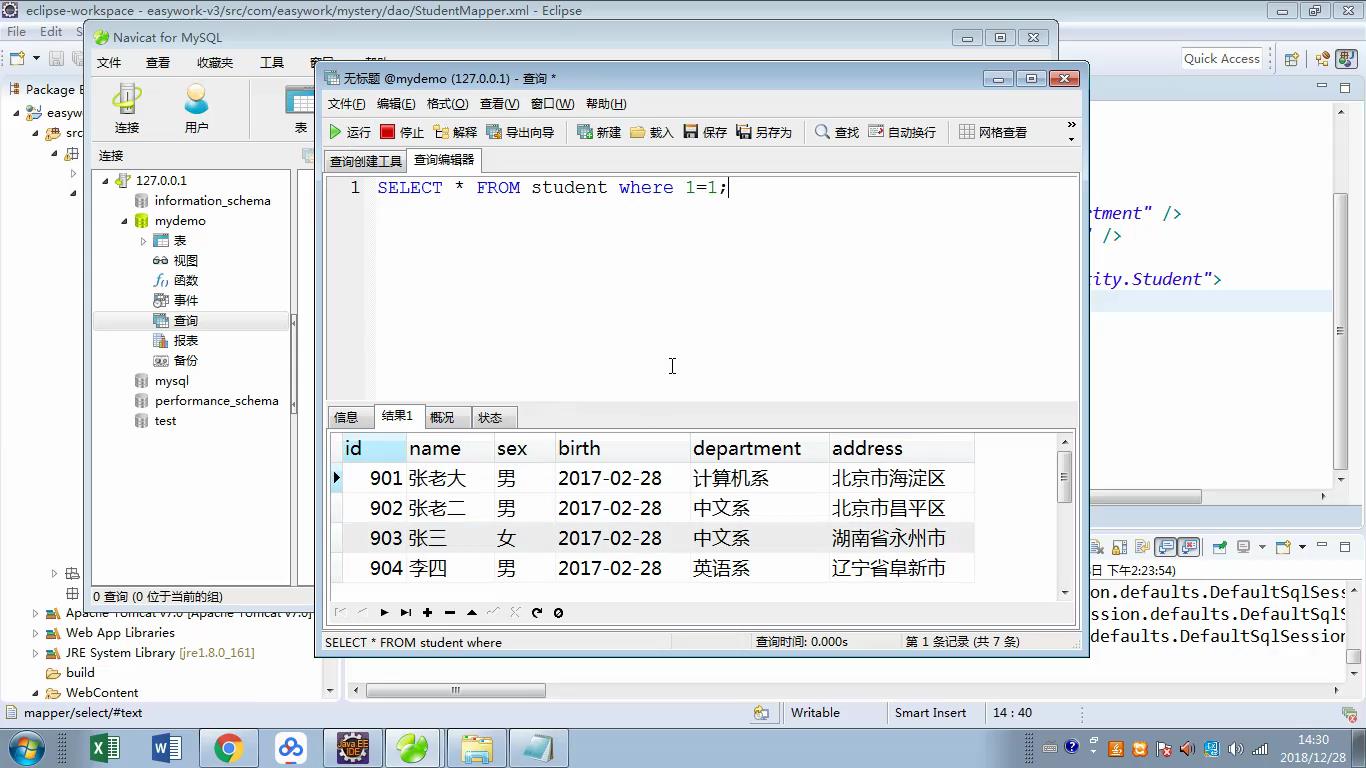 eclipse-workspace - easywork-v3/src/com/easywork/mystery/dao/StudentMapper.xml - Eclipse
File Edit S
Quick Access
Package E
easyw
src
Navicat for MySQL
文件 查看 收藏夹 工具
连接 用户 表
连接
127.0.0.1
information_schema
mydemo
表
视图
函数
事件
查询
报表
备份
mysql
performance_schema
test
0 查询 (0 位于当前的组)
无标题 @mydemo (127.0.0.1) - 查询 *
文件(F) 编辑(E) 格式(O) 查看(V) 窗口(W) 帮助(H)
运行 停止 解释 导出向导 新建 载入 保存 另存为 查找 自动换行 网格查看 »
查询创建工具 查询编辑器
1 SELECT * FROM student where 1=1;
信息 结果1 概况 状态
id name sex birth department address
901 张老大 男 2017-02-28 计算机系 北京市海淀区
902 张老二 男 2017-02-28 中文系 北京市昌平区
903 张三 女 2017-02-28 中文系 湖南省永州市
904 李四 男 2017-02-28 英语系 辽宁省阜新市
SELECT * FROM student where 查询时间: 0.000s 第 1 条记录 (共 7 条)
rtment" />
" />
ity.Student">
日 下午2:23:54)
on.defaults.DefaultSqlSess
ssion.defaults.DefaultSqlSe
.defaults.DefaultSqlSession
Apache Tomcat v7.0 [Apache Tomcat v7.0]
Web App Libraries
JRE System Library [jre1.8.0_161]
build
WebContent
mapper/select/#text Writable Smart Insert 14 : 40
14:30
2018/12/28